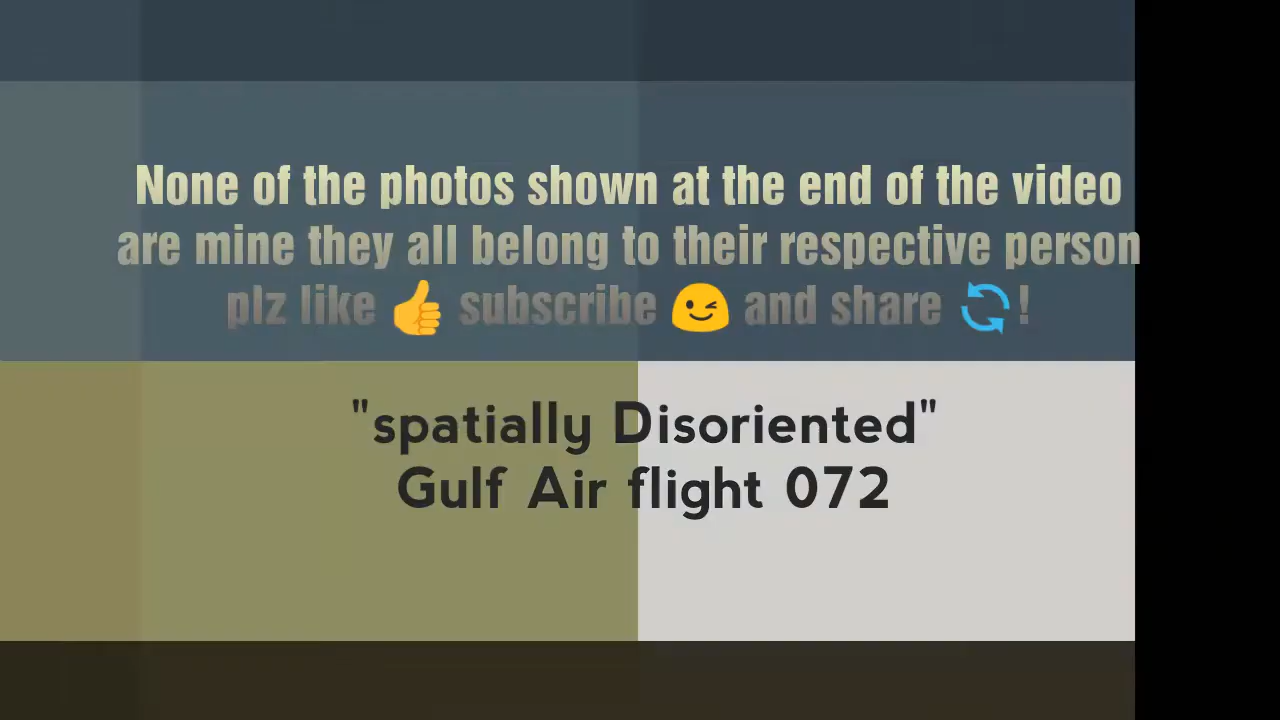 None of the photos shown at the end of the video
are mine they all belong to their respective person
plz like 👍 subscribe 😉 and share 🔄!
"spatially Disoriented"
Gulf Air flight 072